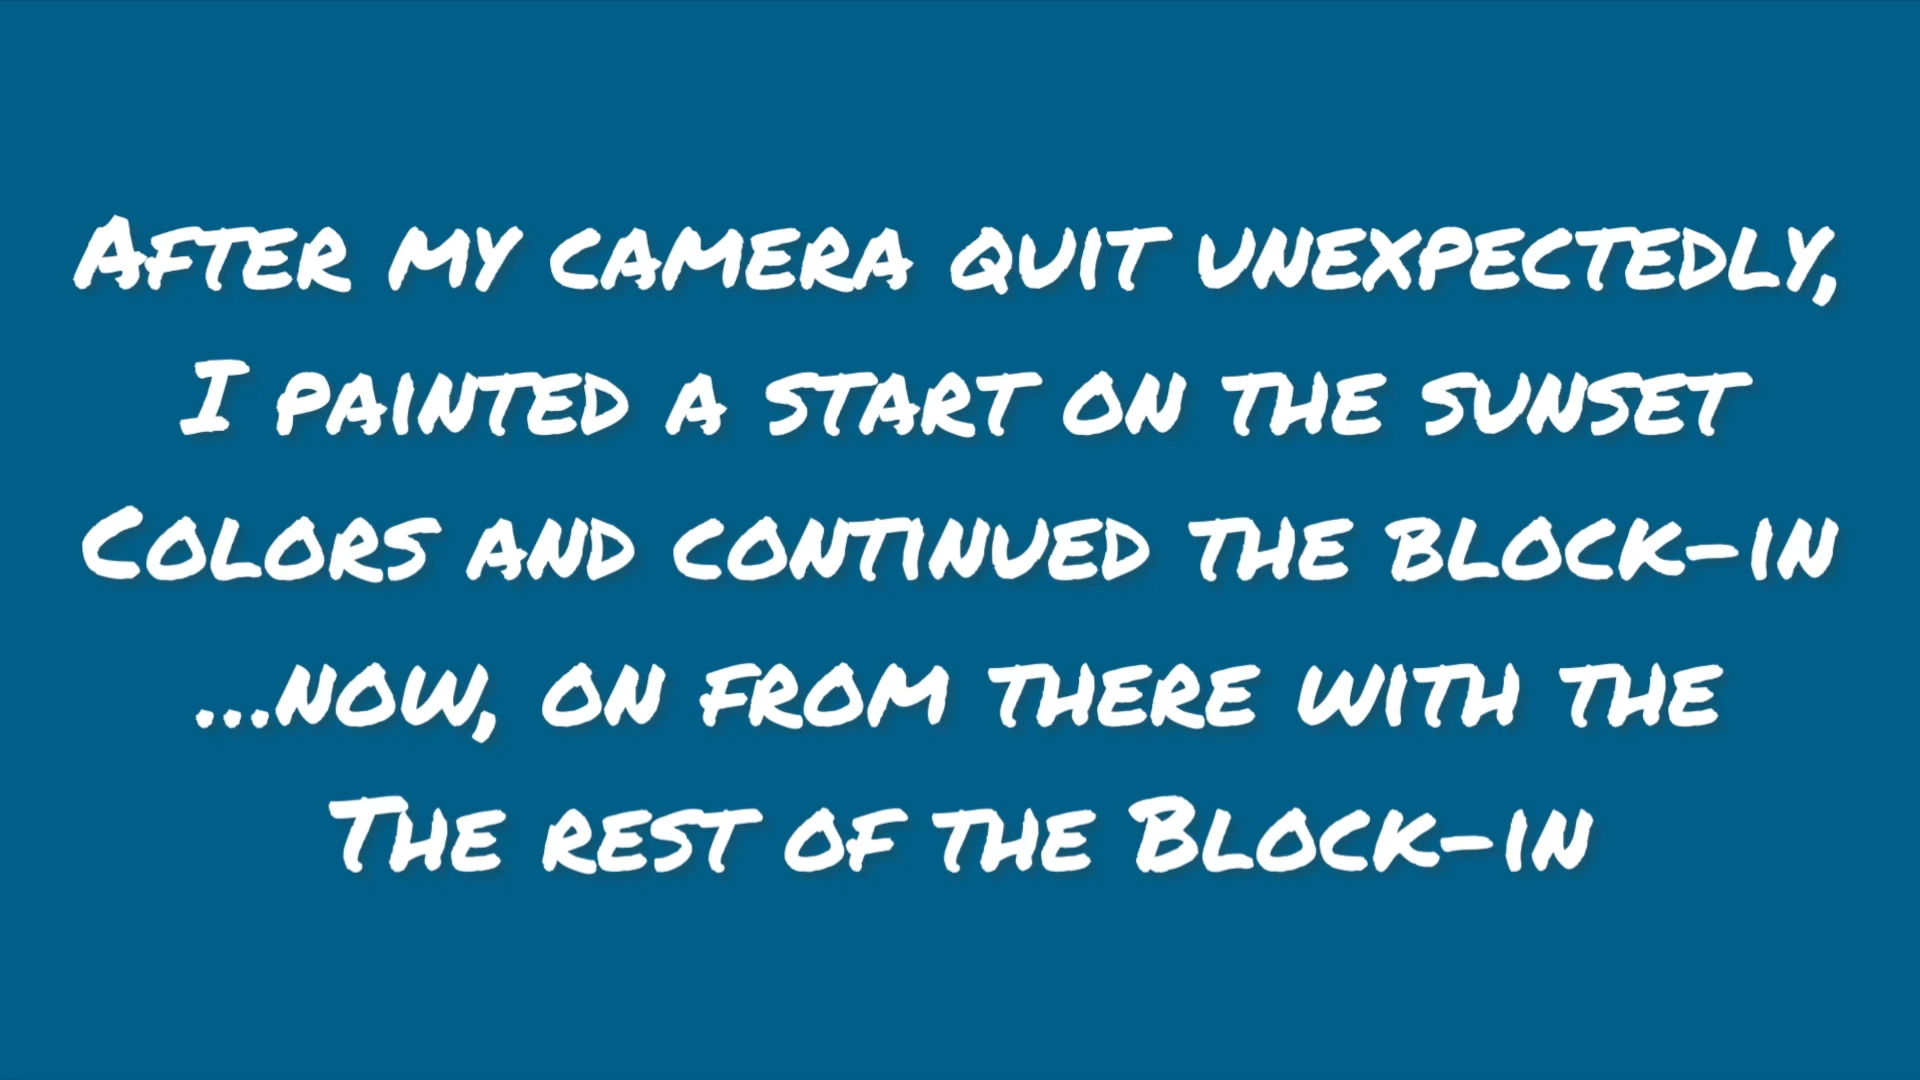 After my camera quit unexpectedly,
I painted a start on the sunset
Colors and continued the block-in
...now, on from there with the
The rest of the Block-in